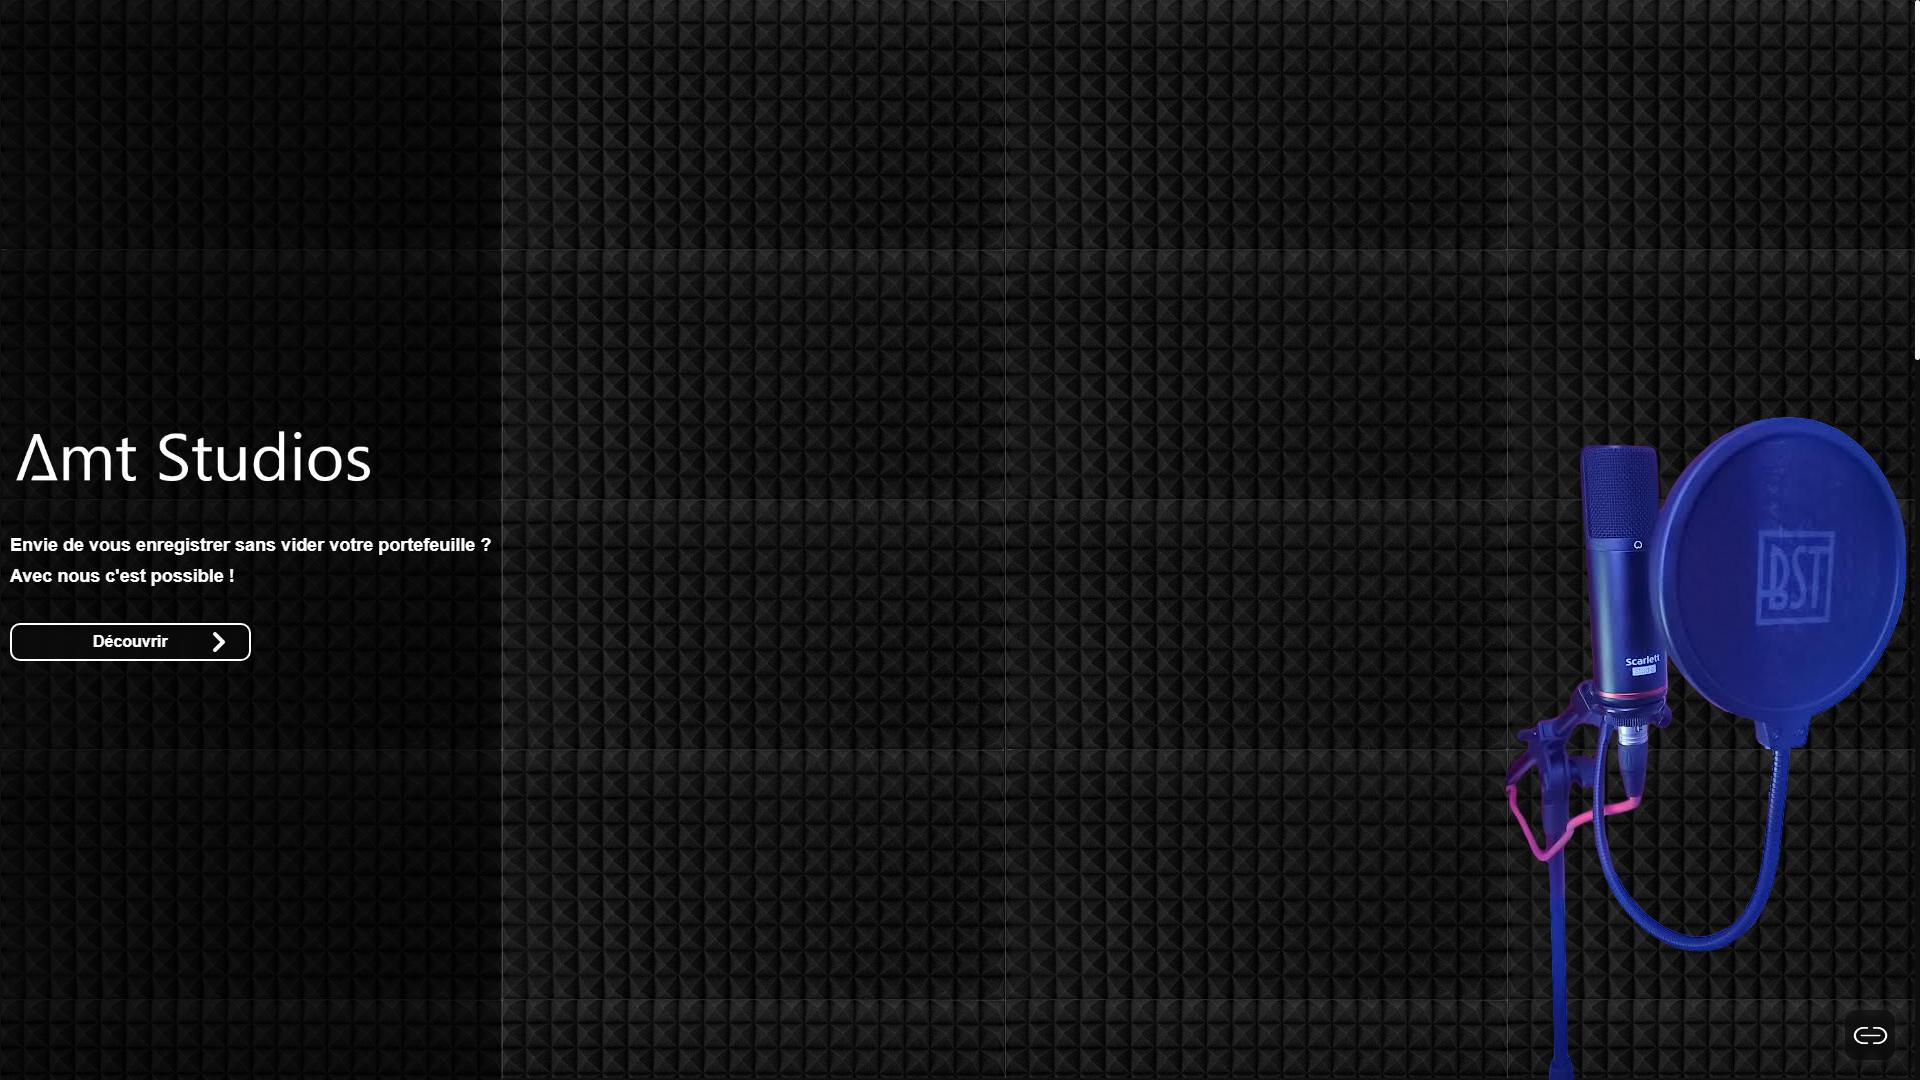 Amt Studios
Envie de vous enregistrer sans vider votre portefeuille ?
Avec nous c'est possible !
Découvrir
BST
Scarlett